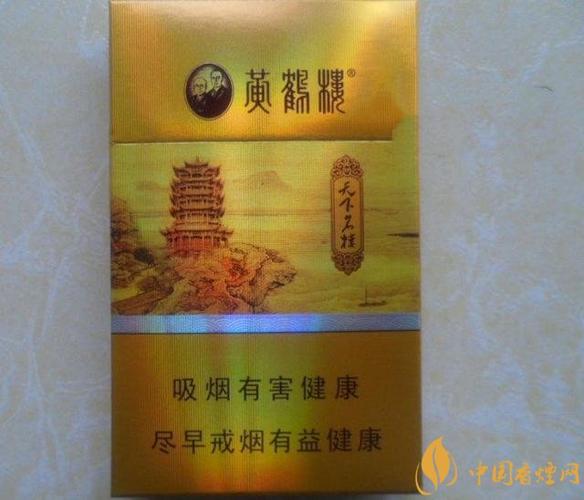 黄鹤楼®
天下名楼
吸烟有害健康
尽早戒烟有益健康
中国香烟网